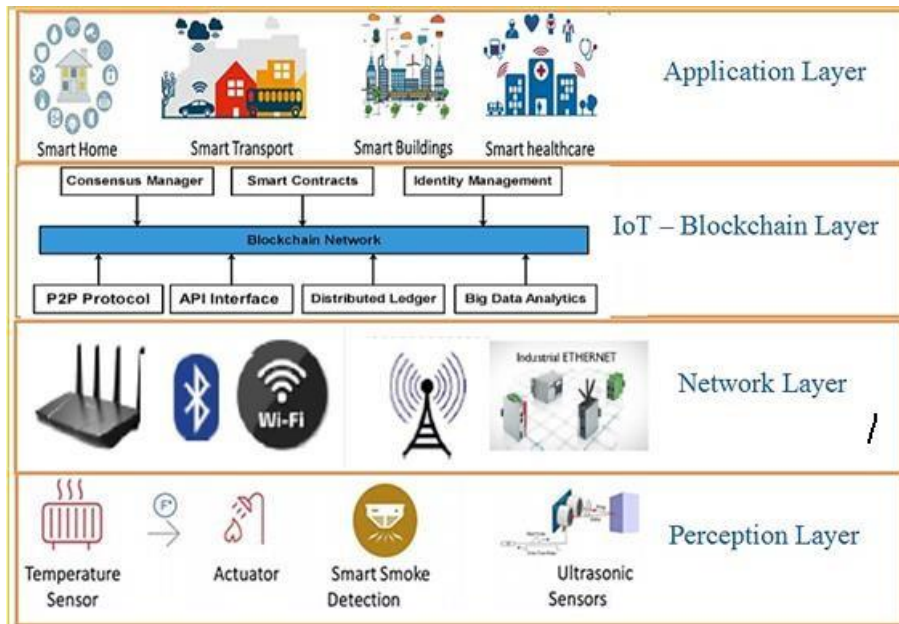 Application Layer
Smart Home
Smart Transport
Smart Buildings
Smart healthcare
Consensus Manager
Smart Contracts
Identity Management
IoT – Blockchain Layer
Blockchain Network
P2P Protocol
API Interface
Distributed Ledger
Big Data Analytics
Industrial ETHERNET
Wi-Fi
Network Layer
/
F°
Perception Layer
Temperature
Sensor
Actuator
Smart Smoke
Detection
Ultrasonic
Sensors